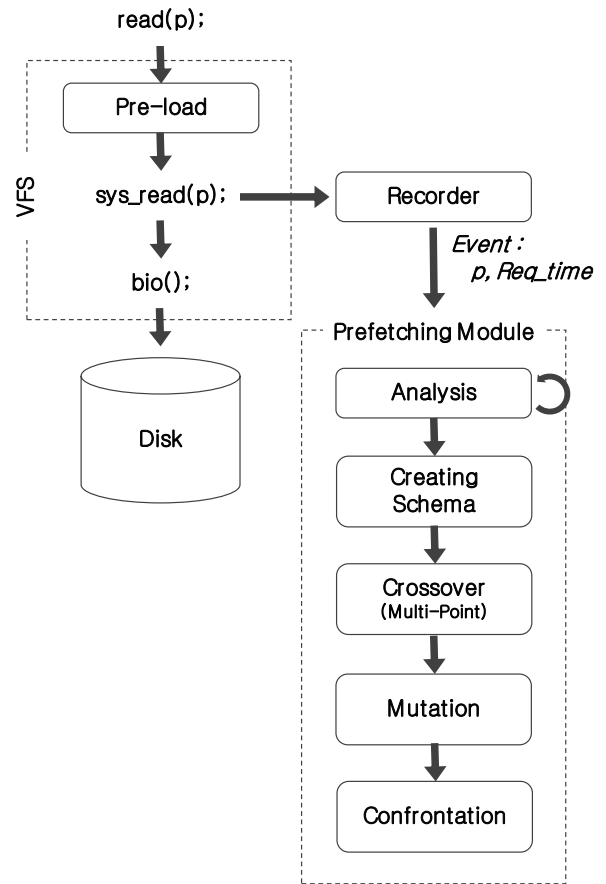 read(p);
Pre-load
VFS
sys_read(p);
Recorder
Event :
p, Req_time
bio();
Prefetching Module
Disk
Analysis
Creating
Schema
Crossover
(Multi-Point)
Mutation
Confrontation